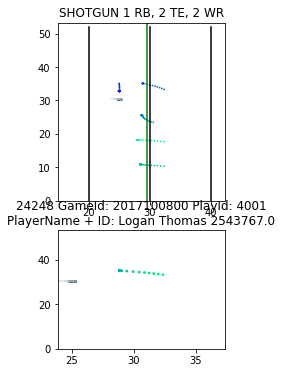 SHOTGUN 1 RB, 2 TE, 2 WR
50
40
30
20
10
0
20 30 40
24248 GameId: 2017100800 PlayId: 4001
PlayerName + ID: Logan Thomas 2543767.0
40
20
0
25 30 35